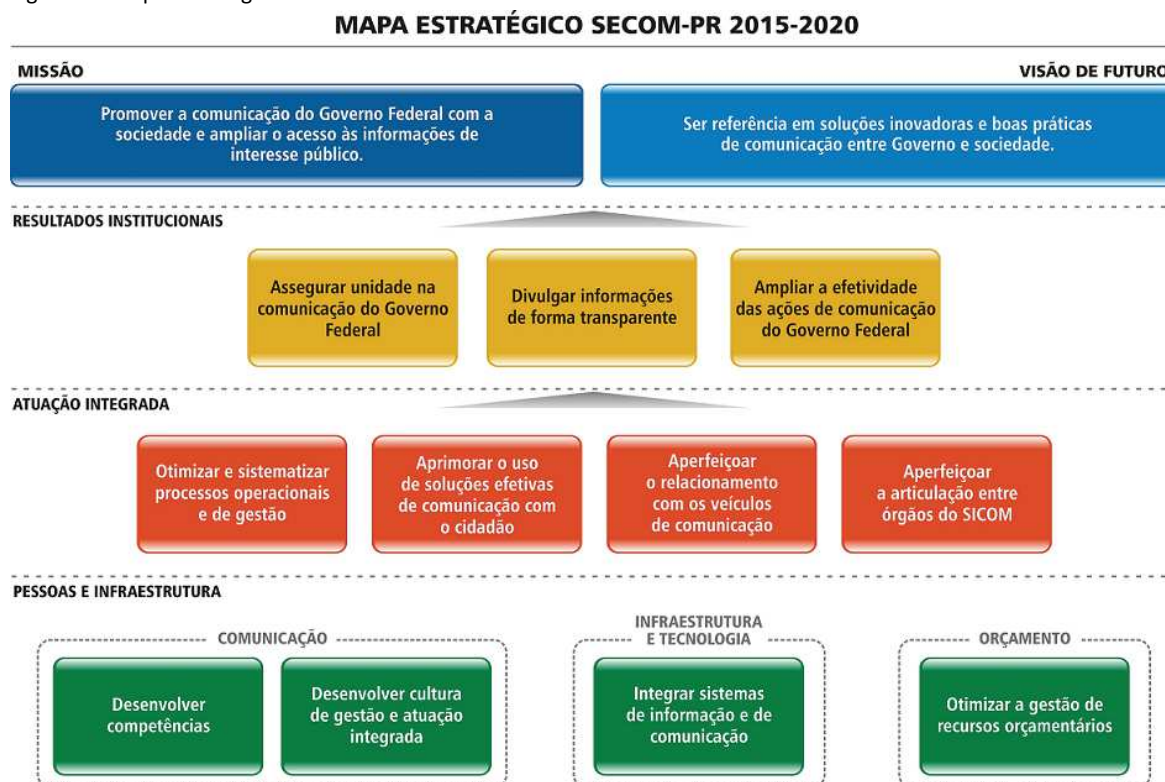 MAPA ESTRATÉGICO SECOM-PR 2015-2020
MISSÃO
VISÃO DE FUTURO
Promover a comunicação do Governo Federal com a
sociedade e ampliar o acesso às informações de
interesse público.
Ser referência em soluções inovadoras e boas práticas
de comunicação entre Governo e sociedade.
RESULTADOS INSTITUCIONAIS
Assegurar unidade na
comunicação do Governo
Federal
Divulgar informações
de forma transparente
Ampliar a efetividade
das ações de comunicação
do Governo Federal
ATUAÇÃO INTEGRADA
Otimizar e sistematizar
processos operacionais
e de gestão
Aprimorar o uso
de soluções efetivas
de comunicação com
o cidadão
Aperfeiçoar
o relacionamento
com os veículos
de comunicação
Aperfeiçoar
a articulação entre
órgãos do SICOM
PESSOAS E INFRAESTRUTURA
COMUNICAÇÃO
Desenvolver
competências
Desenvolver cultura
de gestão e atuação
integrada
INFRAESTRUTURA
E TECNOLOGIA
Integrar sistemas
de informação e de
comunicação
ORÇAMENTO
Otimizar a gestão de
recursos orçamentários